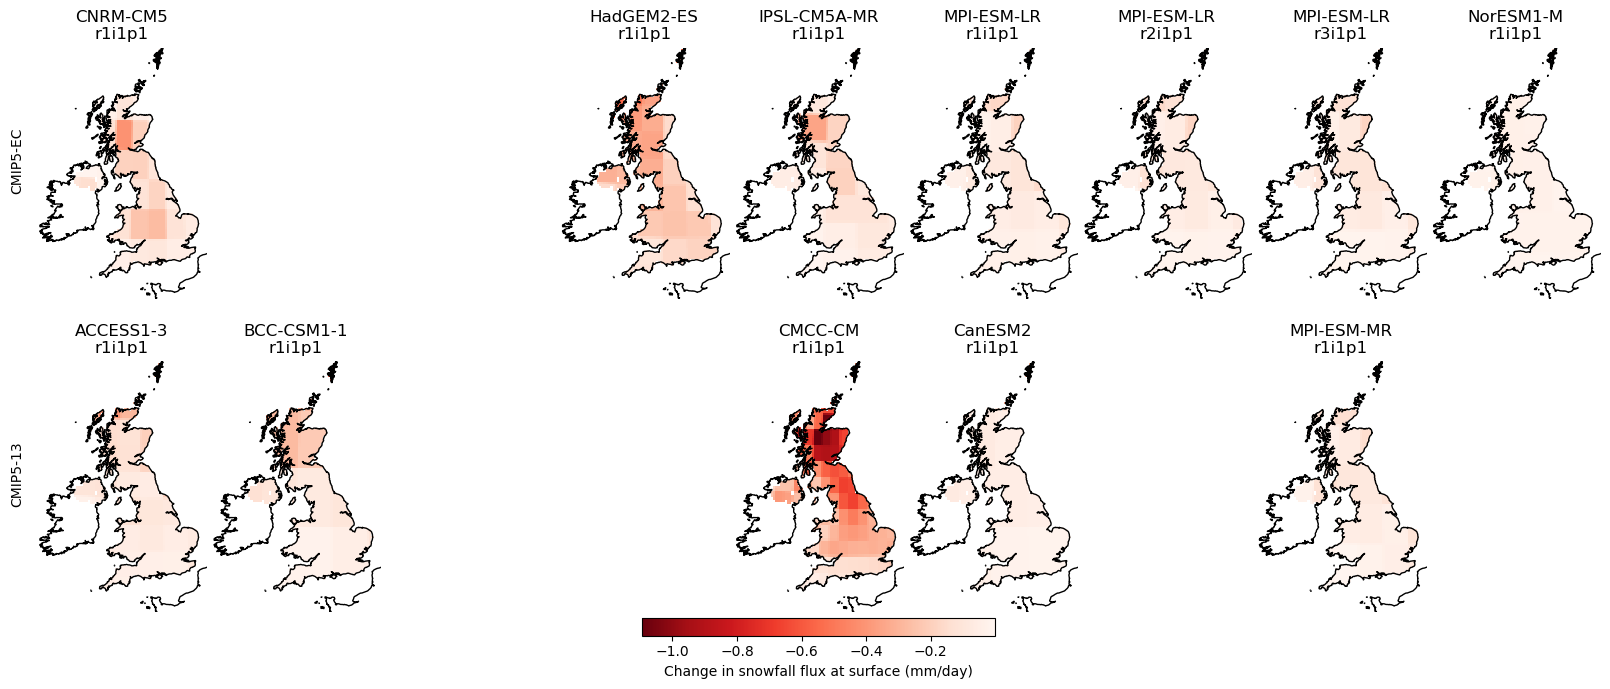 CNRM-CM5
r1i1p1
HadGEM2-ES
r1i1p1
IPSL-CM5A-MR
r1i1p1
MPI-ESM-LR
r1i1p1
MPI-ESM-LR
r2i1p1
MPI-ESM-LR
r3i1p1
NorESM1-M
r1i1p1
CMIP5-EC
ACCESS1-3
r1i1p1
BCC-CSM1-1
r1i1p1
CMCC-CM
r1i1p1
CanESM2
r1i1p1
MPI-ESM-MR
r1i1p1
CMIP5-13
−1.0 −0.8 −0.6 −0.4 −0.2
Change in snowfall flux at surface (mm/day)